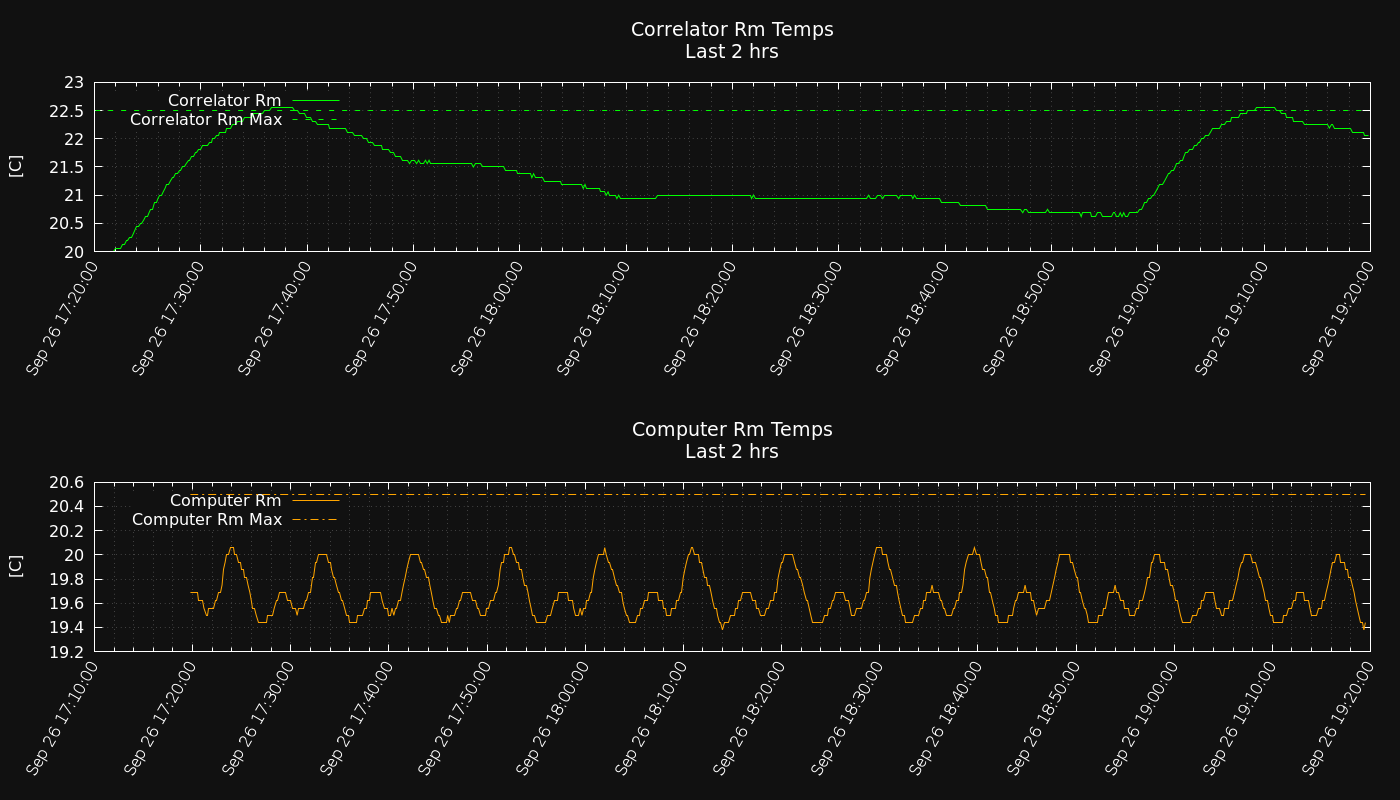 Correlator Rm Temps
Last 2 hrs
[C]
23
22.5
22
21.5
21
20.5
20
Correlator Rm
Correlator Rm Max
Sep 26 17:20:00
Sep 26 17:30:00
Sep 26 17:40:00
Sep 26 17:50:00
Sep 26 18:00:00
Sep 26 18:10:00
Sep 26 18:20:00
Sep 26 18:30:00
Sep 26 18:40:00
Sep 26 18:50:00
Sep 26 19:00:00
Sep 26 19:10:00
Sep 26 19:20:00
Computer Rm Temps
Last 2 hrs
[C]
20.6
20.4
20.2
20
19.8
19.6
19.4
19.2
Computer Rm
Computer Rm Max
Sep 26 17:10:00
Sep 26 17:20:00
Sep 26 17:30:00
Sep 26 17:40:00
Sep 26 17:50:00
Sep 26 18:00:00
Sep 26 18:10:00
Sep 26 18:20:00
Sep 26 18:30:00
Sep 26 18:40:00
Sep 26 18:50:00
Sep 26 19:00:00
Sep 26 19:10:00
Sep 26 19:20:00